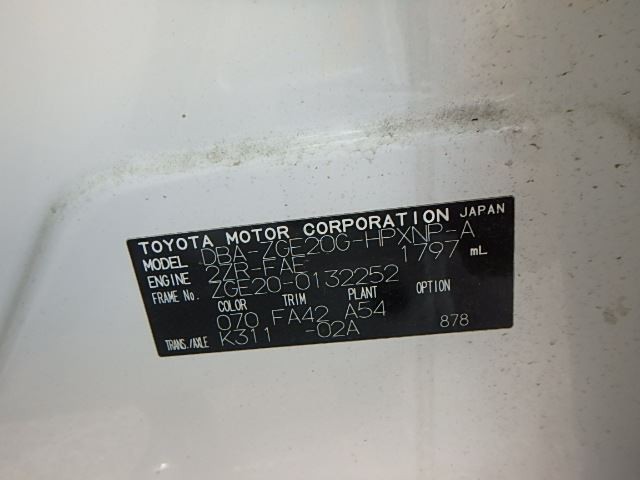 TOYOTA MOTOR CORPORATION JAPAN
MODEL DBA-ZGE20G-HPXNP-A
ENGINE 2ZR-FAE 1797 mL
FRAME No. ZGE20-0132252
COLOR TRIM PLANT OPTION
070 FA42 A54
TRANS./AXLE K311 -02A 878